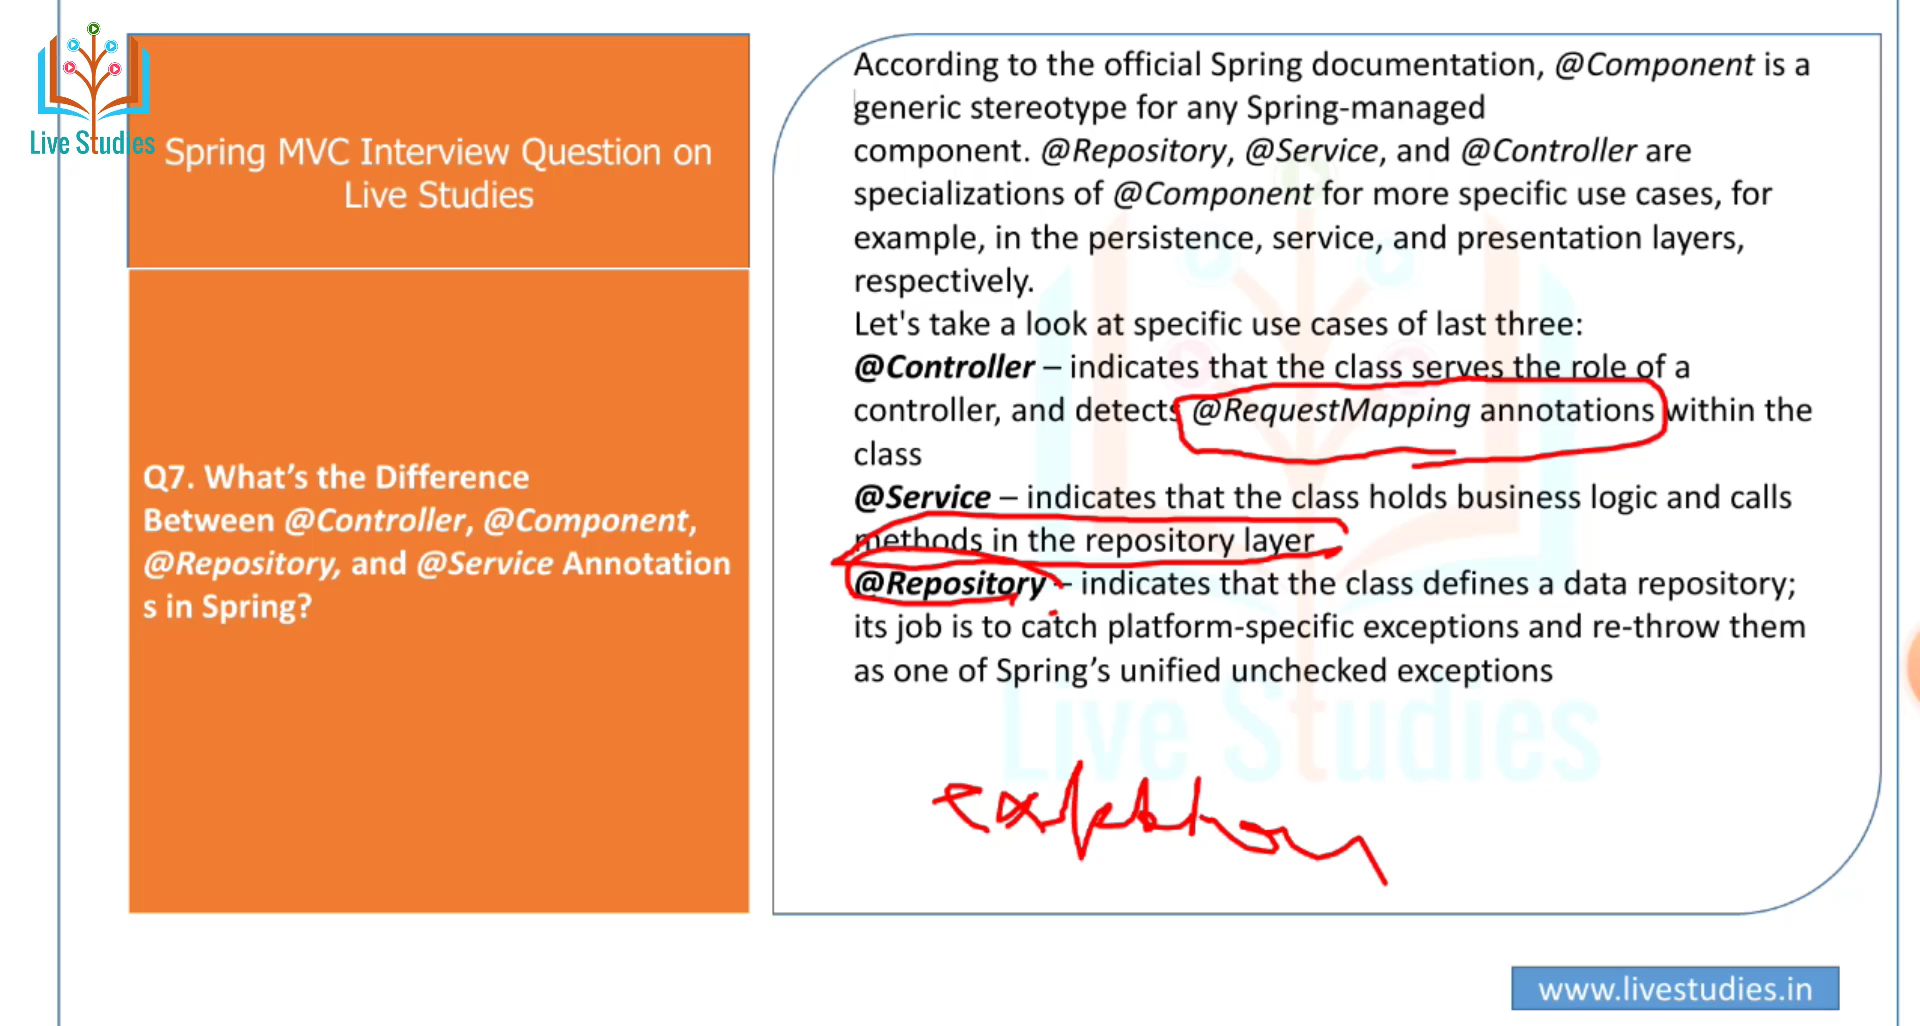 Live Studies
Spring MVC Interview Question on
Live Studies
Q7. What's the Difference
Between @Controller, @Component,
@Repository, and @Service Annotation
s in Spring?
According to the official Spring documentation, @Component is a
generic stereotype for any Spring-managed
component. @Repository, @Service, and @Controller are
specializations of @Component for more specific use cases, for
example, in the persistence, service, and presentation layers,
respectively.
Let's take a look at specific use cases of last three:
@Controller – indicates that the class serves the role of a
controller, and detects @RequestMapping annotations within the
class
@Service – indicates that the class holds business logic and calls
methods in the repository layer
@Repository – indicates that the class defines a data repository;
its job is to catch platform-specific exceptions and re-throw them
as one of Spring’s unified unchecked exceptions
Live Studies
www.livestudies.in